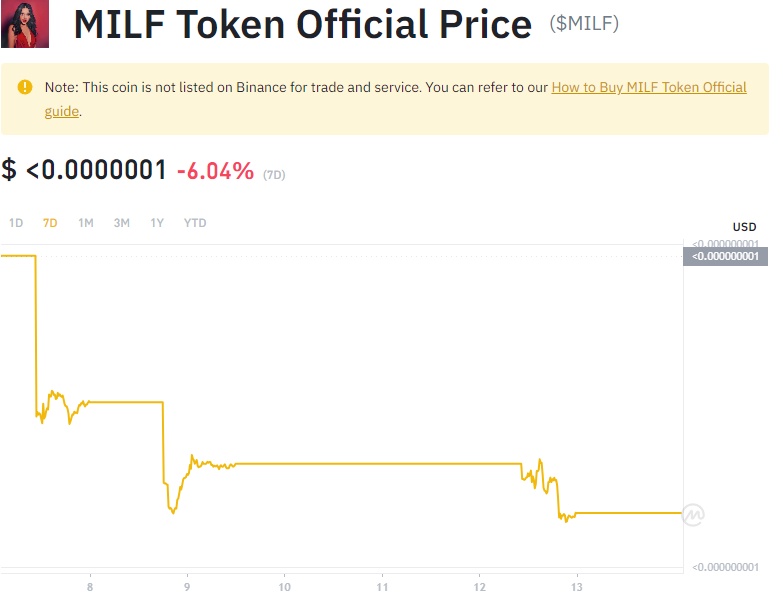 MILF Token Official Price ($MILF)
Note: This coin is not listed on Binance for trade and service. You can refer to our How to Buy MILF Token Official
guide.
$ <0.0000001 -6.04% (7D)
1D 7D 1M 3M 1Y YTD
USD
<0.000000001
<0.000000001
<0.000000001
8 9 10 11 12 13